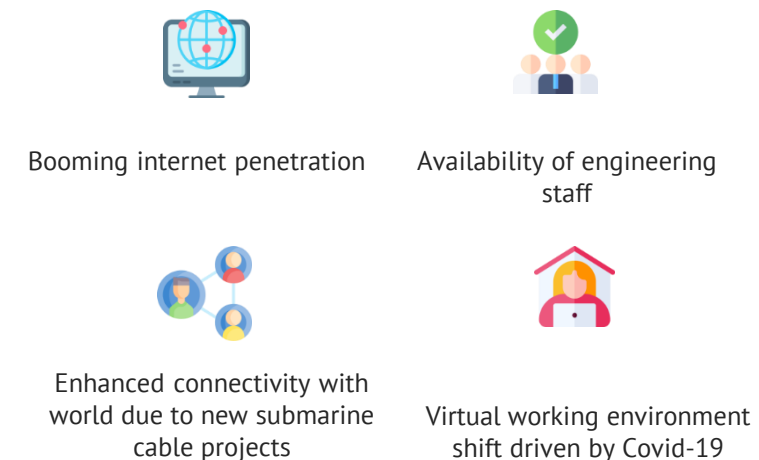 Booming internet penetration
Availability of engineering
staff
Enhanced connectivity with
world due to new submarine
cable projects
Virtual working environment
shift driven by Covid-19